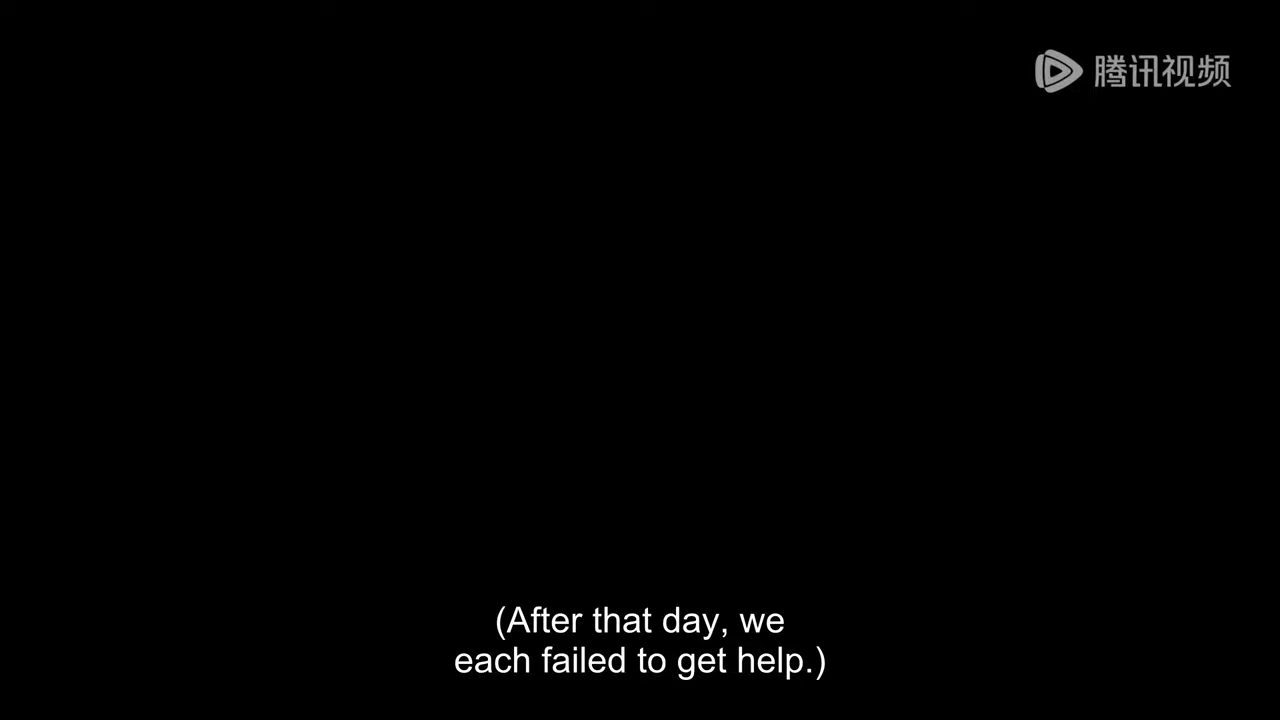 腾讯视频
(After that day, we
each failed to get help.)